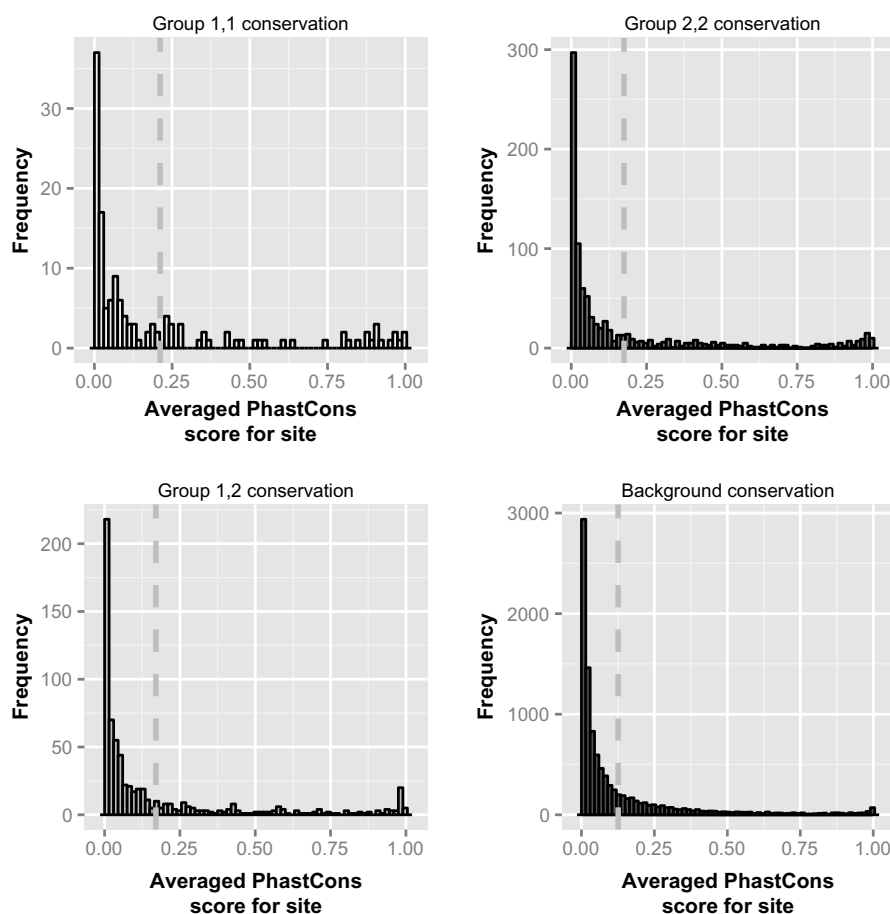 Group 1,1 conservation
Frequency
30
20
10
0
0.00 0.25 0.50 0.75 1.00
Averaged PhastCons
score for site
Group 2,2 conservation
Frequency
300
200
100
0
0.00 0.25 0.50 0.75 1.00
Averaged PhastCons
score for site
Group 1,2 conservation
Frequency
200
150
100
50
0
0.00 0.25 0.50 0.75 1.00
Averaged PhastCons
score for site
Background conservation
Frequency
3000
2000
1000
0
0.00 0.25 0.50 0.75 1.00
Averaged PhastCons
score for site